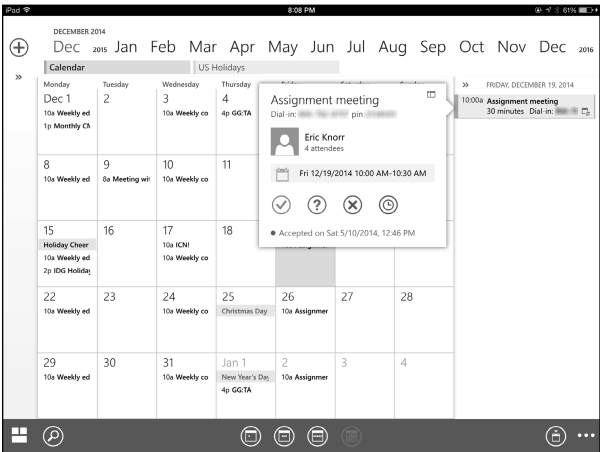 iPad 8:08 PM 61%
DECEMBER 2014
Dec 2015 Jan Feb Mar Apr May Jun Jul Aug Sep Oct Nov Dec 2016
Calendar US Holidays
Monday Tuesday Wednesday Thursday
Dec 1 2 3 4
10a Weekly ed 10a Weekly co 4p GG:TA
1p Monthly CN
8 9 10 11
10a Weekly ed 8a Meeting wit 10a Weekly co
15 16 17 18
Holiday Cheer 10a ICN!
10a Weekly ed 10a Weekly co
2p IDG Holiday
22 23 24 25 26 27 28
10a Weekly ed 10a Weekly co Christmas Day 10a Assignmer
29 30 31 Jan 1 2 3 4
10a Weekly ed 10a Weekly co New Year's Day 10a Assignmer
4p GG:TA
Assignment meeting
Dial-in: pin
Eric Knorr
4 attendees
Fri 12/19/2014 10:00 AM-10:30 AM
Accepted on Sat 5/10/2014, 12:46 PM
FRIDAY, DECEMBER 19, 2014
10:00a Assignment meeting
30 minutes Dial-in: